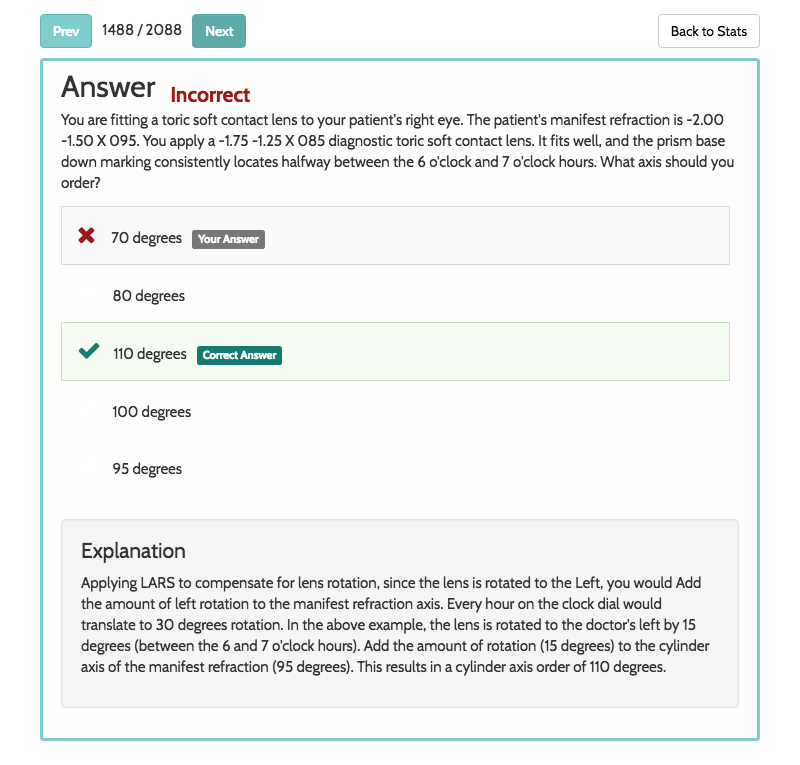 Prev 1488 / 2088 Next Back to Stats
Answer Incorrect
You are fitting a toric soft contact lens to your patient's right eye. The patient's manifest refraction is -2.00
-1.50 X 095. You apply a -1.75 -1.25 X 085 diagnostic toric soft contact lens. It fits well, and the prism base
down marking consistently locates halfway between the 6 o'clock and 7 o'clock hours. What axis should you
order?
70 degrees Your Answer
80 degrees
110 degrees Correct Answer
100 degrees
95 degrees
Explanation
Applying LARS to compensate for lens rotation, since the lens is rotated to the Left, you would Add
the amount of left rotation to the manifest refraction axis. Every hour on the clock dial would
translate to 30 degrees rotation. In the above example, the lens is rotated to the doctor's left by 15
degrees (between the 6 and 7 o'clock hours). Add the amount of rotation (15 degrees) to the cylinder
axis of the manifest refraction (95 degrees). This results in a cylinder axis order of 110 degrees.